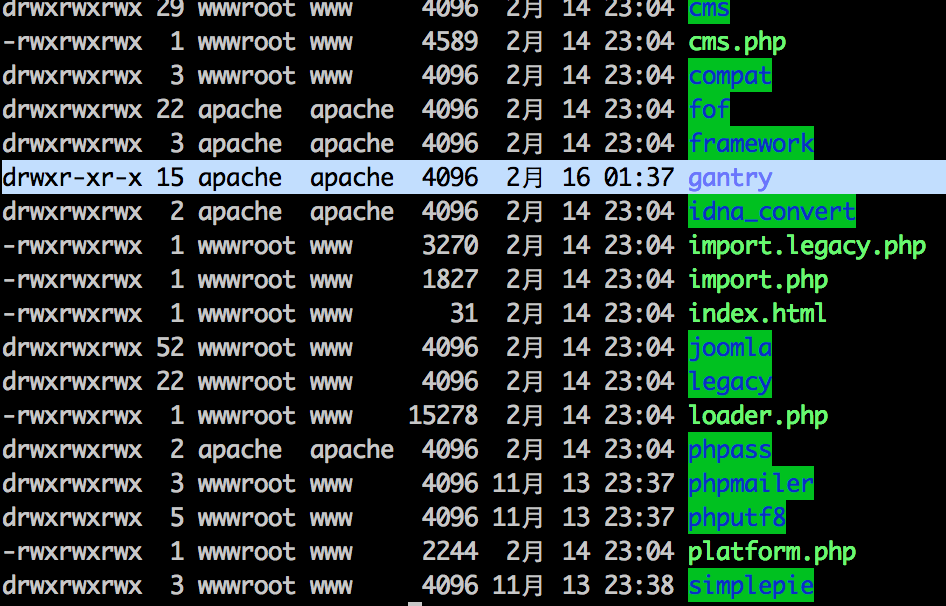 drwxrwxrwx 29 wwwroot www 4096 2月 14 23:04 cms
-rwxrwxrwx 1 wwwroot www 4589 2月 14 23:04 cms.php
drwxrwxrwx 3 wwwroot www 4096 2月 14 23:04 compat
drwxrwxrwx 22 apache apache 4096 2月 14 23:04 fof
drwxrwxrwx 3 apache apache 4096 2月 14 23:04 framework
drwxr-xr-x 15 apache apache 4096 2月 16 01:37 gantry
drwxrwxrwx 2 apache apache 4096 2月 14 23:04 idna_convert
-rwxrwxrwx 1 wwwroot www 3270 2月 14 23:04 import.legacy.php
-rwxrwxrwx 1 wwwroot www 1827 2月 14 23:04 import.php
-rwxrwxrwx 1 wwwroot www 31 2月 14 23:04 index.html
drwxrwxrwx 52 wwwroot www 4096 2月 14 23:04 joomla
drwxrwxrwx 22 wwwroot www 4096 2月 14 23:04 legacy
-rwxrwxrwx 1 wwwroot www 15278 2月 14 23:04 loader.php
drwxrwxrwx 2 apache apache 4096 2月 14 23:04 phpass
drwxrwxrwx 3 wwwroot www 4096 11月 13 23:37 phpmailer
drwxrwxrwx 5 wwwroot www 4096 11月 13 23:37 phputf8
-rwxrwxrwx 1 wwwroot www 2244 2月 14 23:04 platform.php
drwxrwxrwx 3 wwwroot www 4096 11月 13 23:38 simplepie